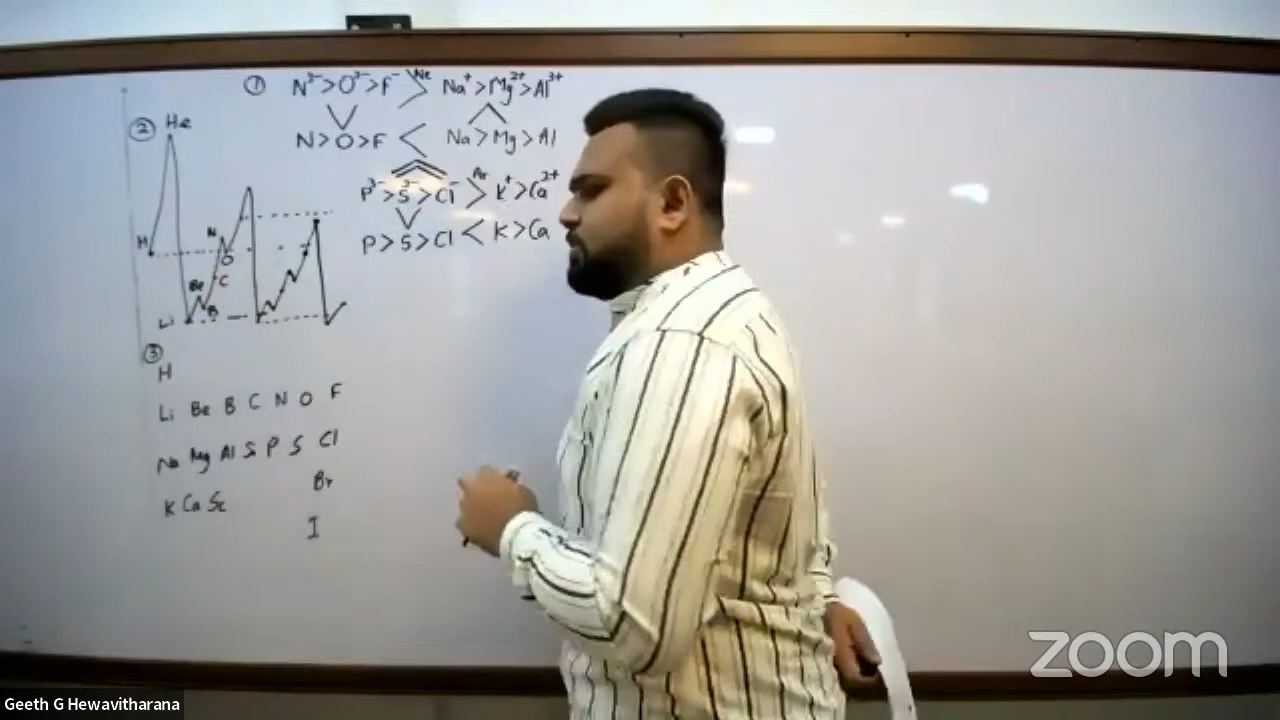 ① N³⁻>O²⁻>F⁻ > Ne Na⁺>Mg²⁺>Al³⁺
N>O>F < Na>Mg>Al
P³⁻>S²⁻>Cl⁻ > Ar K⁺>Ca²⁺
P>S>Cl < K>Ca
② He
H
N
O
Be
C
B
Li
③
H
Li Be B C N O F
Na Mg Al Si P S Cl
K Ca Sc Br
I
zoom
Geeth G Hewavitharana